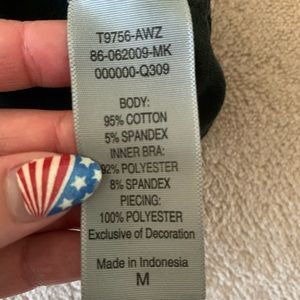 T9756-AWZ
86-062009-MK
000000-Q309
BODY:
95% COTTON
5% SPANDEX
INNER BRA:
92% POLYESTER
8% SPANDEX
PIECING:
100% POLYESTER
Exclusive of Decoration
Made in Indonesia
M